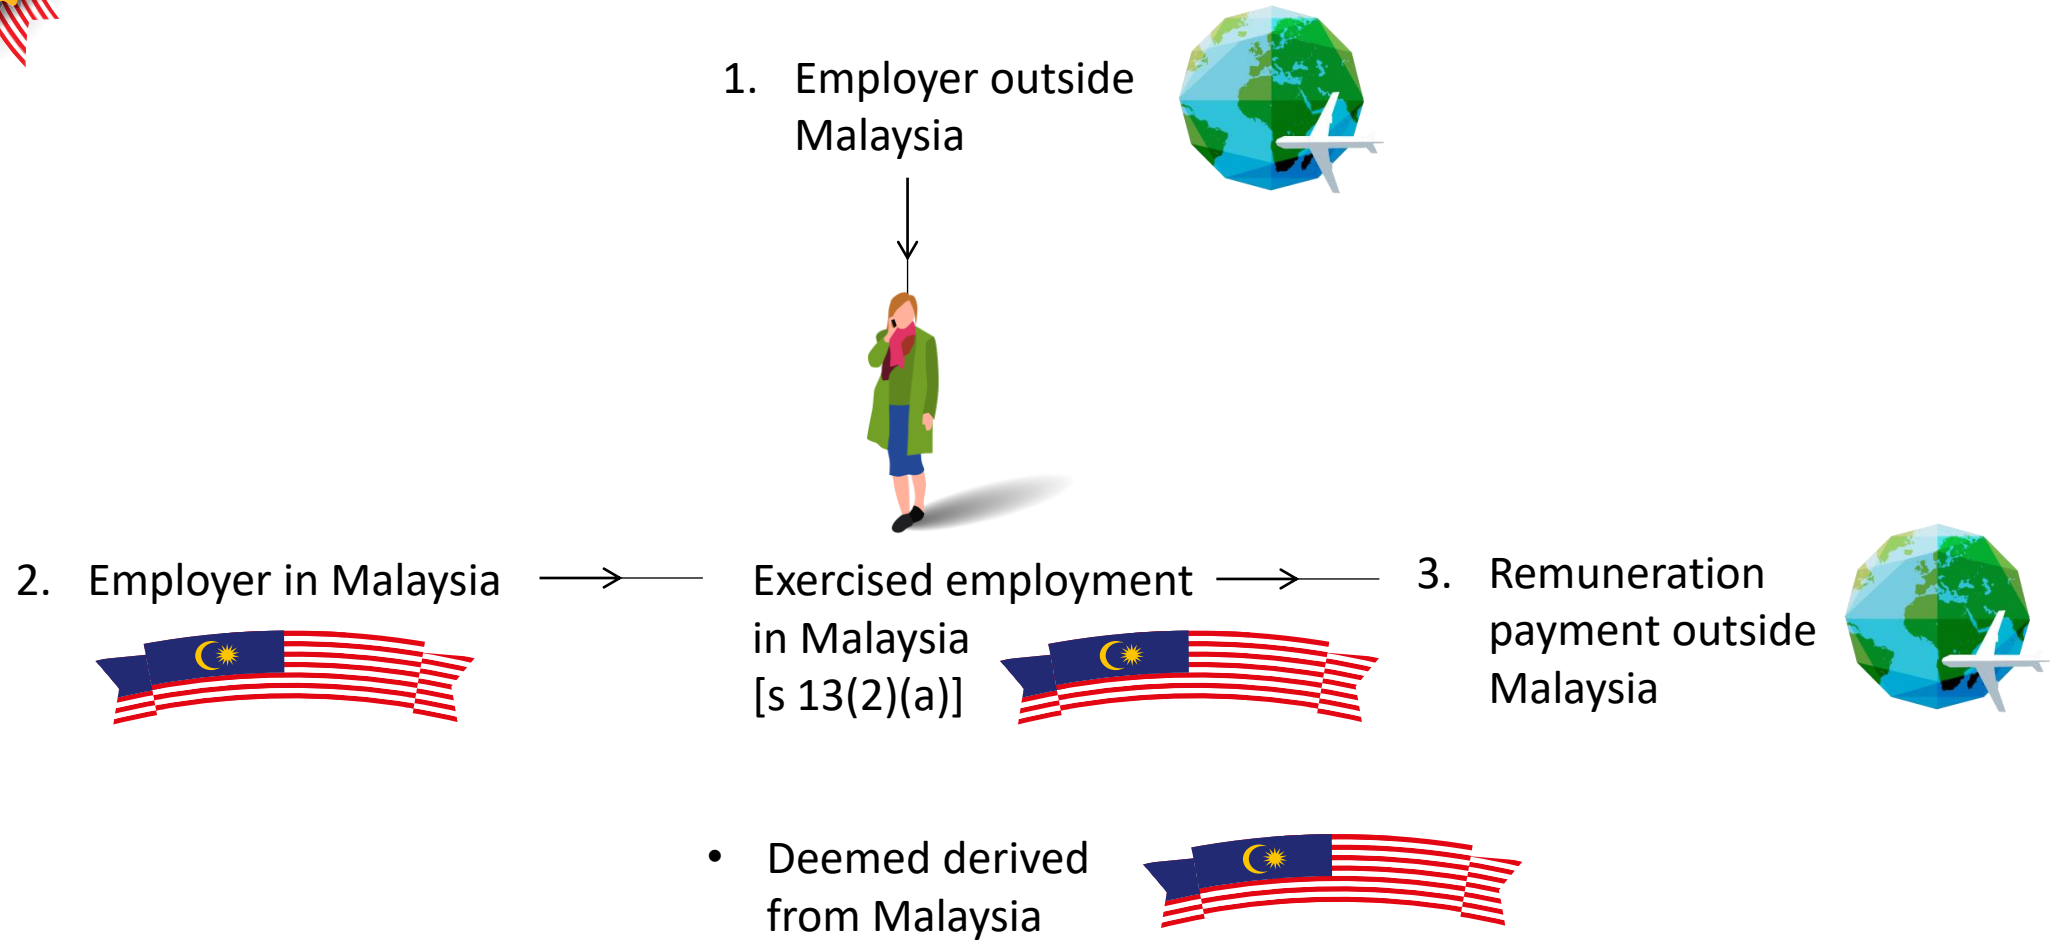 1. Employer outside
Malaysia
2. Employer in Malaysia
Exercised employment
in Malaysia
[s 13(2)(a)]
3. Remuneration
payment outside
Malaysia
• Deemed derived
from Malaysia